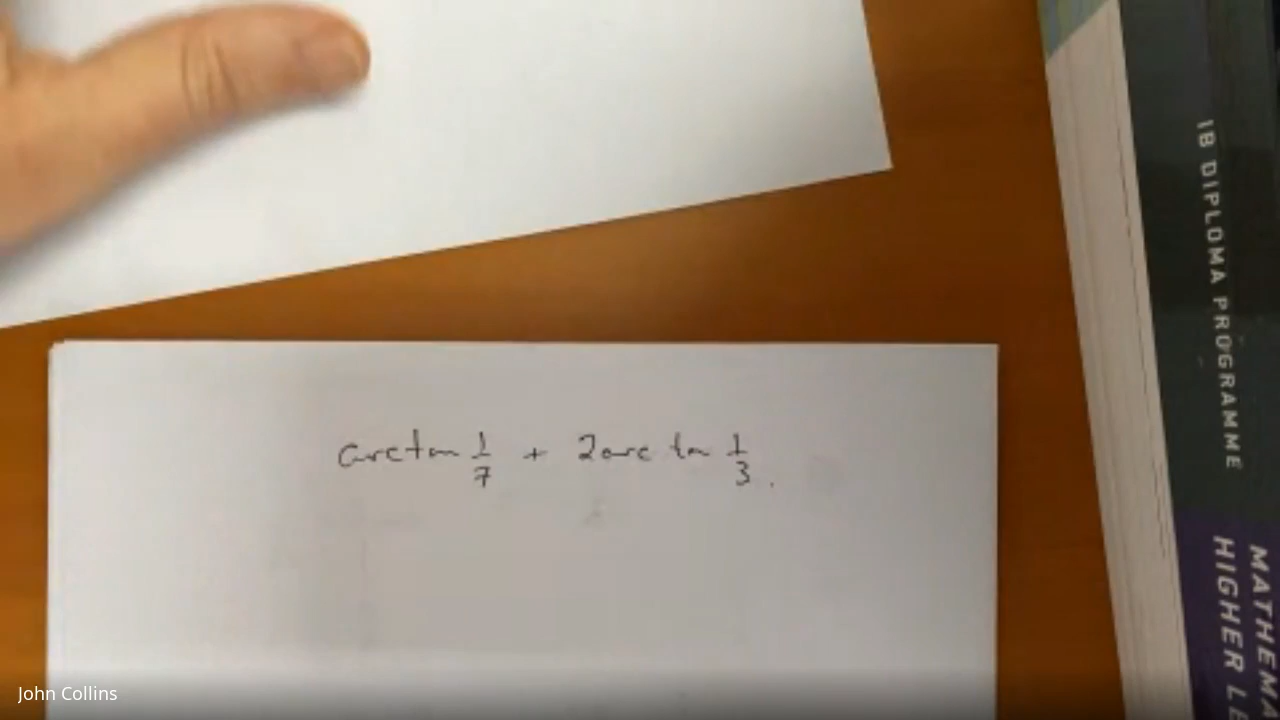 arctan 1/7 + 2arctan 1/3.
IB DIPLOMA PROGRAMME
HIGHER LE
MATHEMA
John Collins